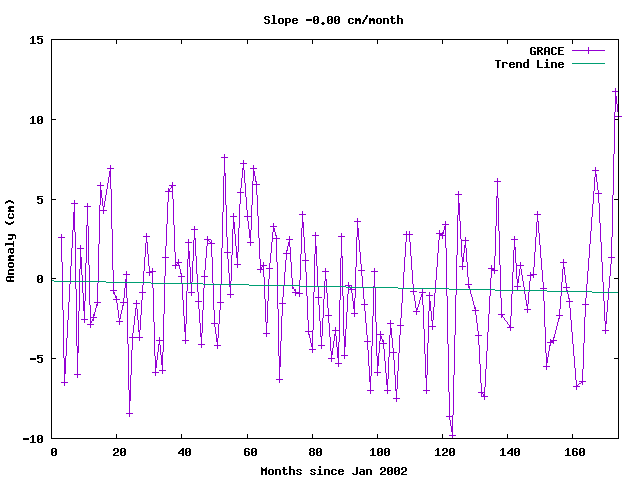 Slope -0.00 cm/month
15
10
5
0
-5
-10
Anomaly (cm)
GRACE
Trend Line
0 20 40 60 80 100 120 140 160
Months since Jan 2002